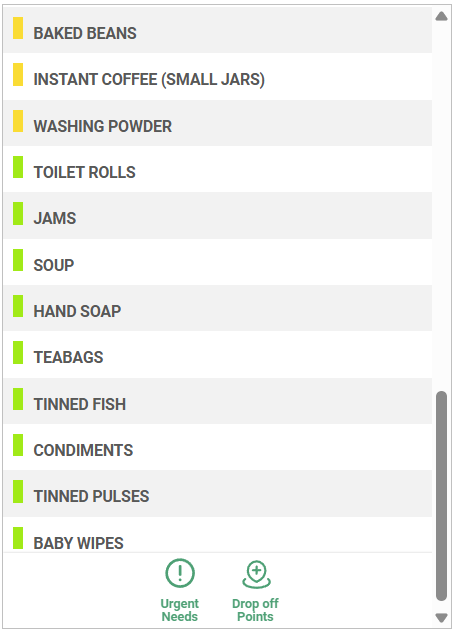 BAKED BEANS
INSTANT COFFEE (SMALL JARS)
WASHING POWDER
TOILET ROLLS
JAMS
SOUP
HAND SOAP
TEABAGS
TINNED FISH
CONDIMENTS
TINNED PULSES
BABY WIPES
Urgent
Needs
Drop off
Points